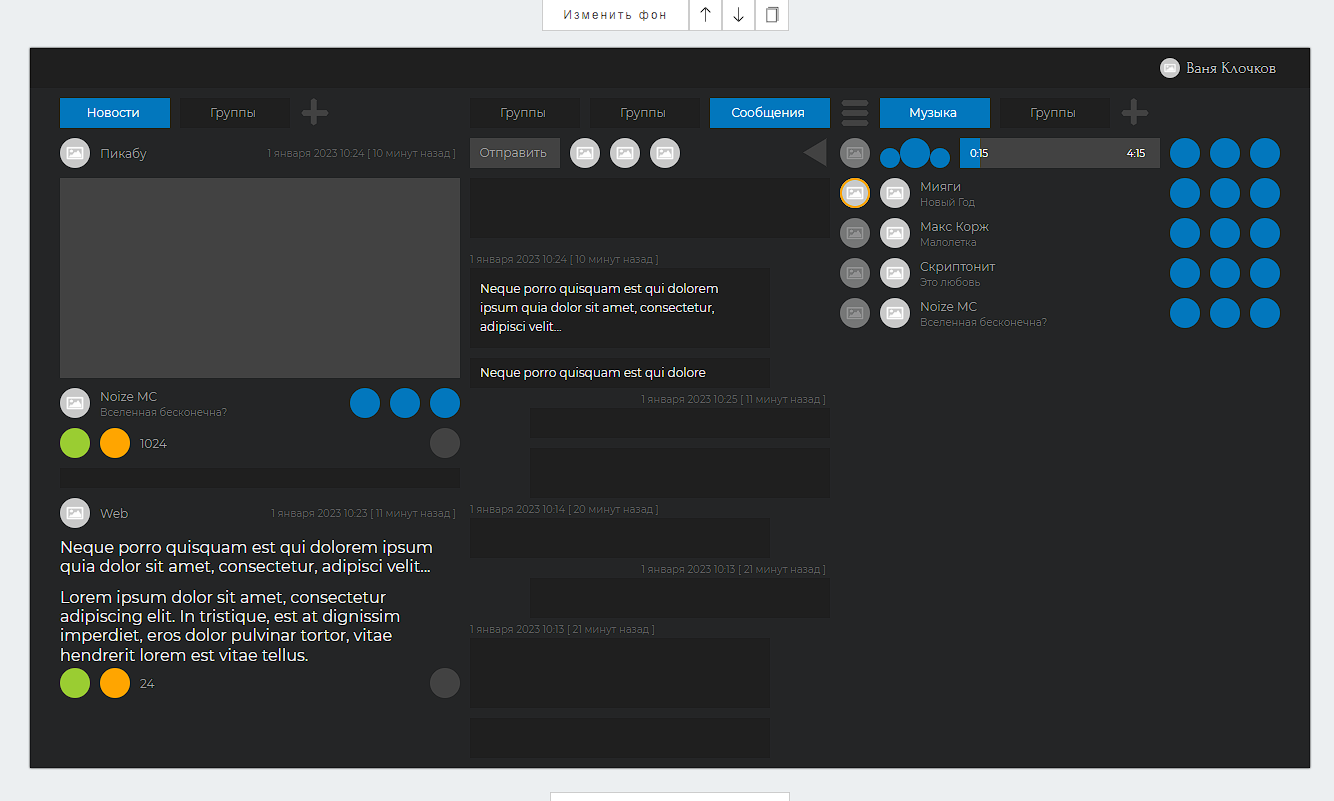 Изменить фон
Ваня Клочков
Новости
Группы
Пикабу
1 января 2023 10:24 [ 10 минут назад ]
Noize MC
Вселенная бесконечна?
1024
Web
1 января 2023 10:23 [ 11 минут назад ]
Neque porro quisquam est qui dolorem ipsum
quia dolor sit amet, consectetur, adipisci velit...
Lorem ipsum dolor sit amet, consectetur
adipiscing elit. In tristique, est at dignissim
imperdiet, eros dolor pulvinar tortor, vitae
hendrerit lorem est vitae tellus.
24
Группы
Группы
Сообщения
Отправить
1 января 2023 10:24 [ 10 минут назад ]
Neque porro quisquam est qui dolorem
ipsum quia dolor sit amet, consectetur,
adipisci velit...
Neque porro quisquam est qui dolore
1 января 2023 10:25 [ 11 минут назад ]
1 января 2023 10:14 [ 20 минут назад ]
1 января 2023 10:13 [ 21 минут назад ]
1 января 2023 10:13 [ 21 минут назад ]
Музыка
Группы
0:15
4:15
Мияги
Новый Год
Макс Корж
Малолетка
Скриптонит
Это любовь
Noize MC
Вселенная бесконечна?